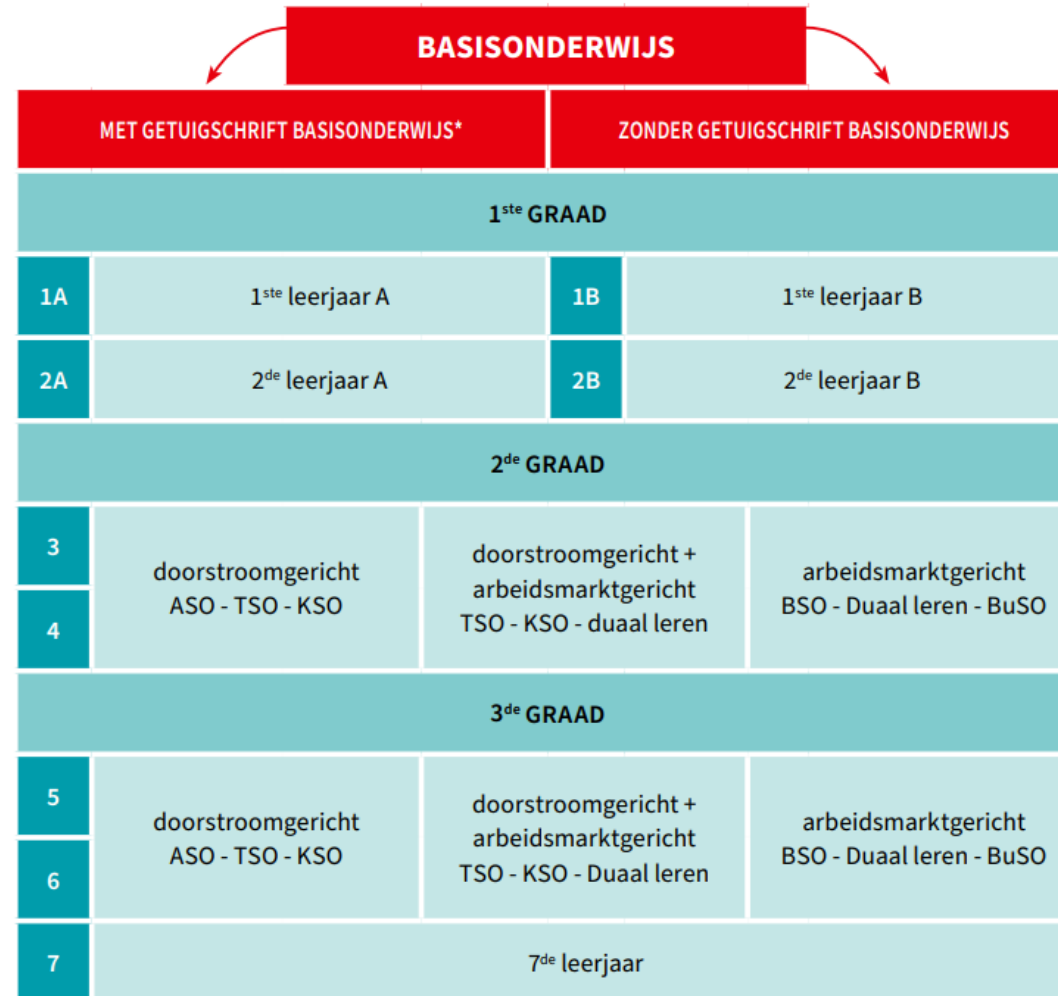 BASISONDERWIJS
MET GETUIGSCHRIFT BASISONDERWIJS*
ZONDER GETUIGSCHRIFT BASISONDERWIJS
1ste GRAAD
1A
1ste leerjaar A
1B
1ste leerjaar B
2A
2de leerjaar A
2B
2de leerjaar B
2de GRAAD
3
4
doorstroomgericht
ASO - TSO - KSO
doorstroomgericht +
arbeidsmarktgericht
TSO - KSO - duaal leren
arbeidsmarktgericht
BSO - Duaal leren - BuSO
3de GRAAD
5
6
doorstroomgericht
ASO - TSO - KSO
doorstroomgericht +
arbeidsmarktgericht
TSO - KSO - Duaal leren
arbeidsmarktgericht
BSO - Duaal leren - BuSO
7
7de leerjaar